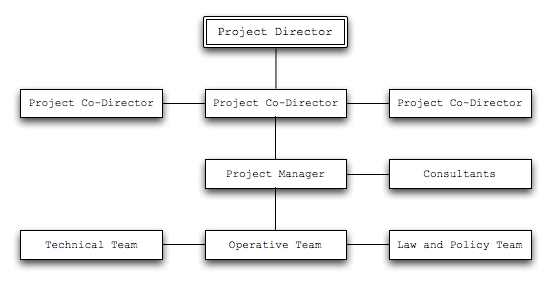 Project Director
Project Co-Director
Project Co-Director
Project Co-Director
Project Manager
Consultants
Technical Team
Operative Team
Law and Policy Team